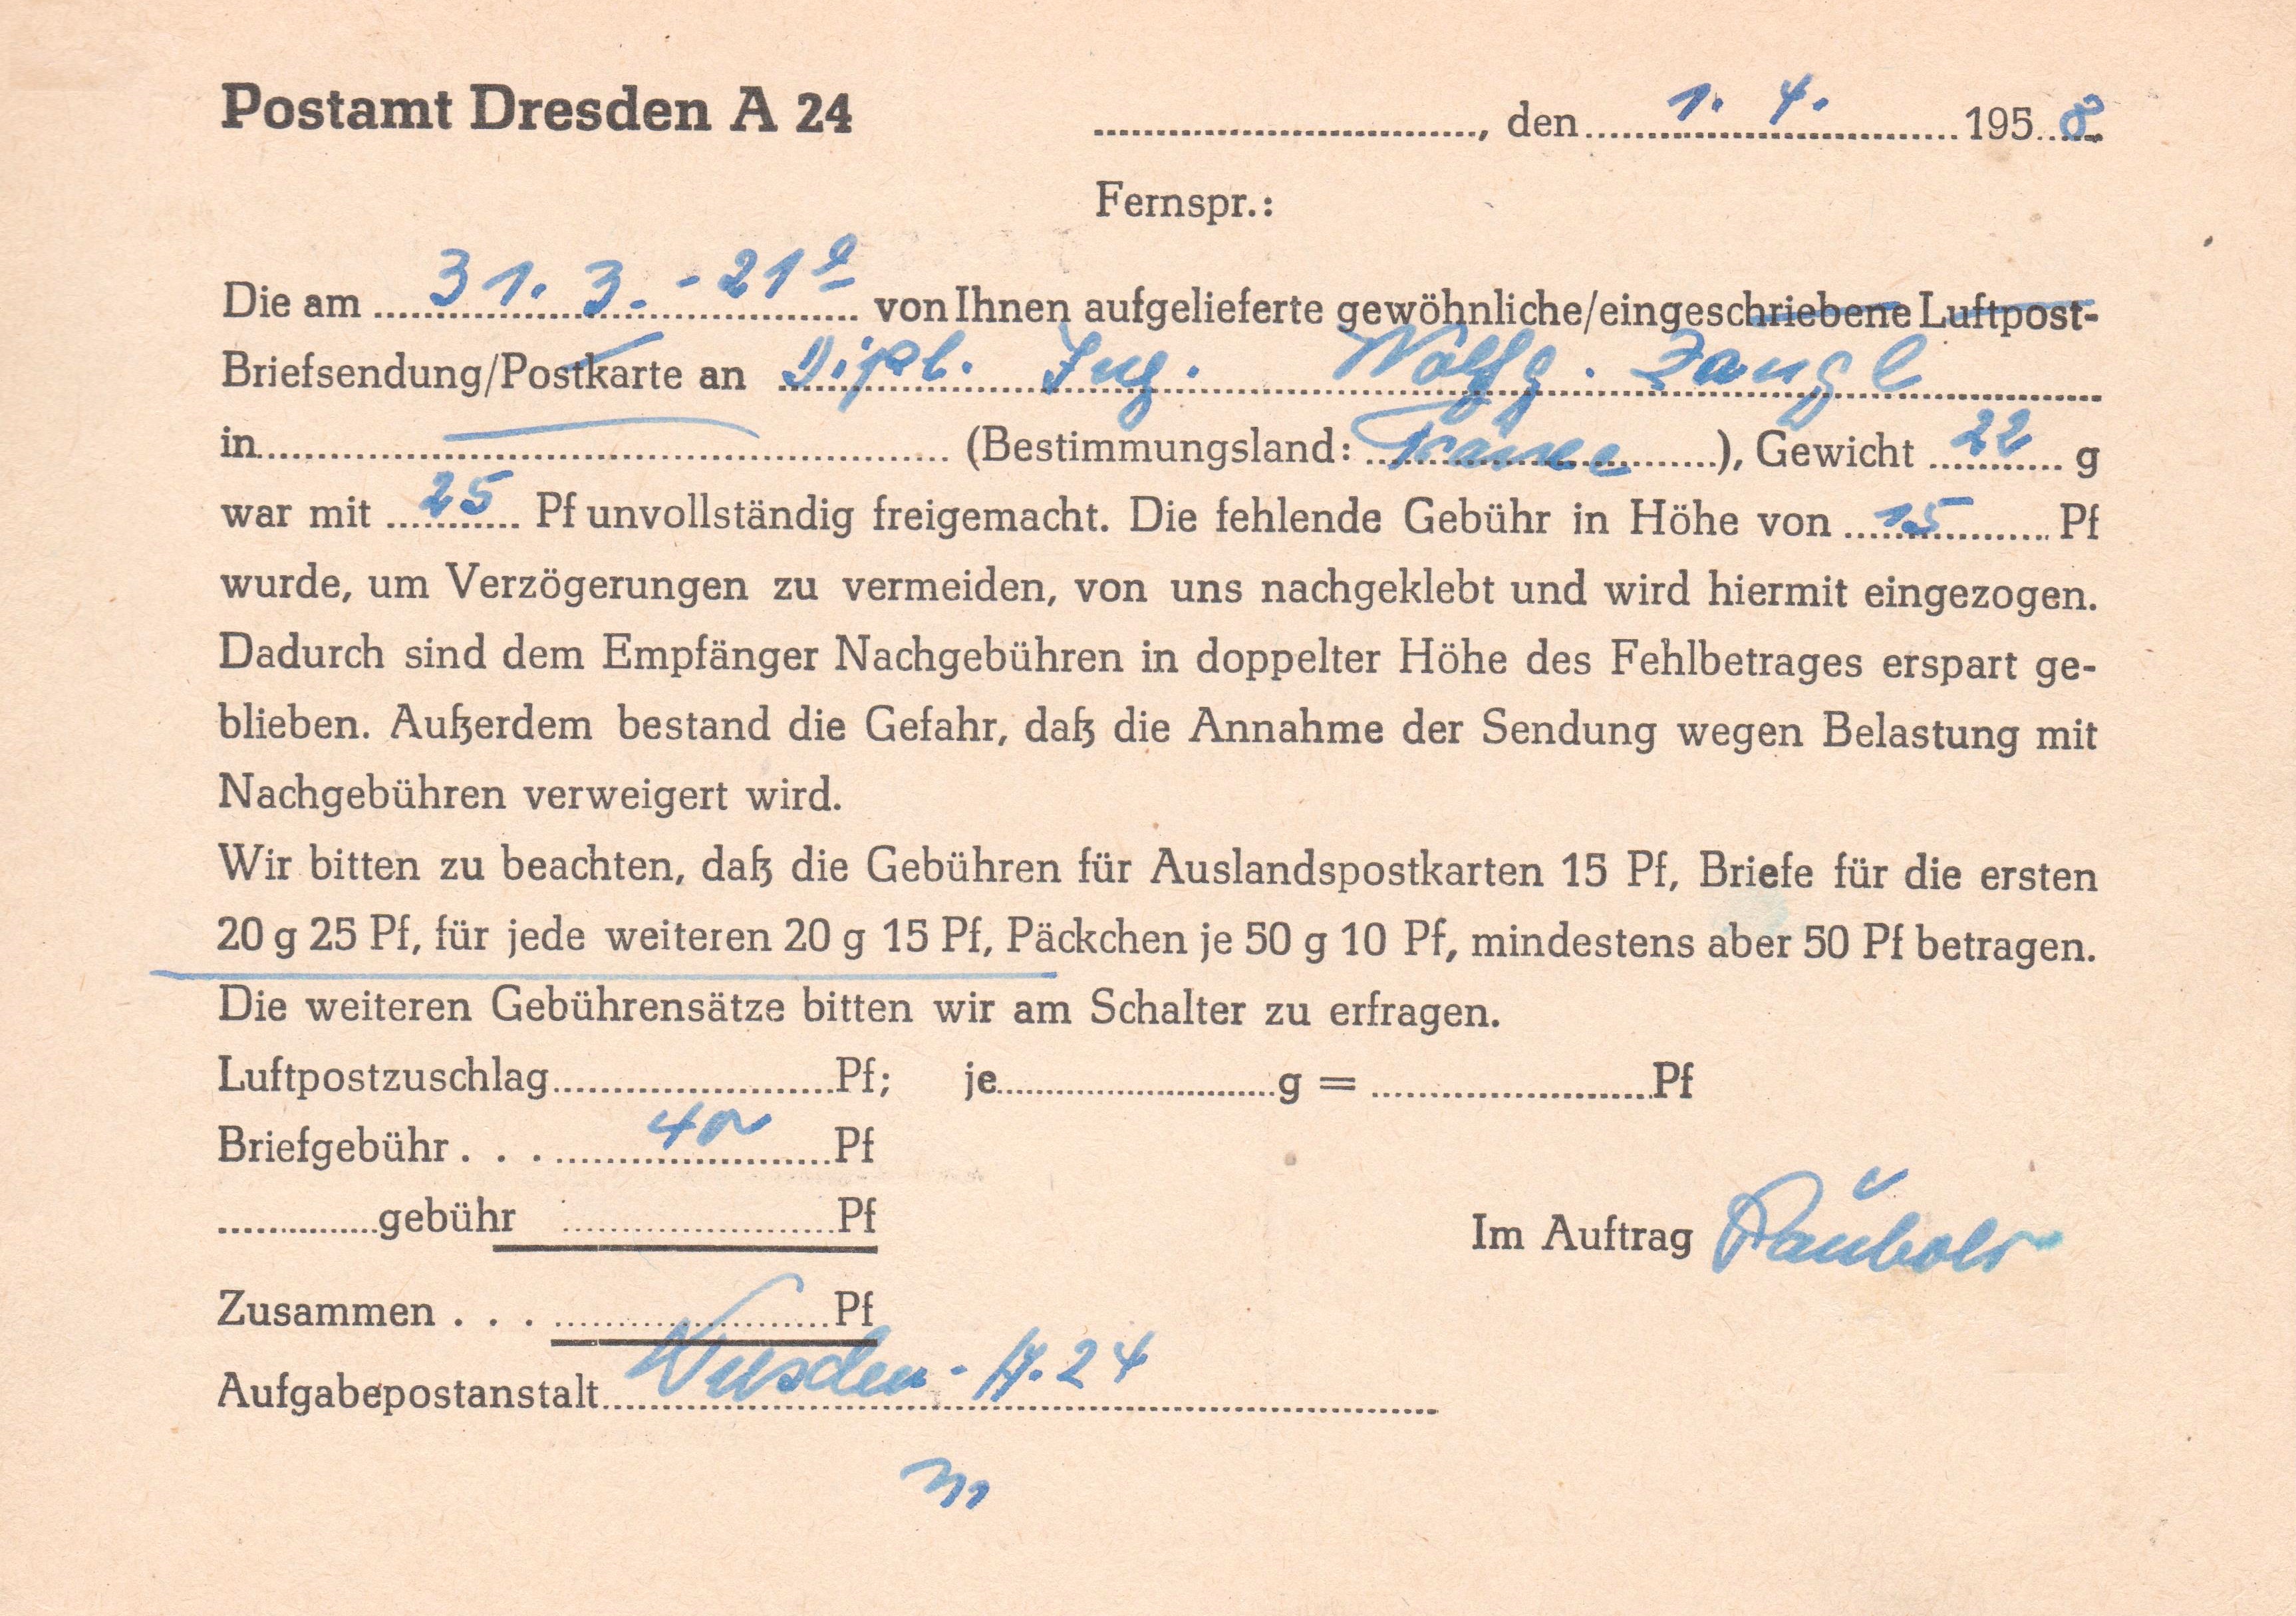 Postamt Dresden A 24
, den 1. 4. 1958
Fernspr.:
Die am 31. 3. - 21 von Ihnen aufgelieferte gewöhnliche/eingeschriebene Luftpost-
Briefsendung/Postkarte an Dipl. Ing. Wolfg. Zangl
in (Bestimmungsland: ), Gewicht 22 g
war mit 25 Pf unvollständig freigemacht. Die fehlende Gebühr in Höhe von 15 Pf
wurde, um Verzögerungen zu vermeiden, von uns nachgeklebt und wird hiermit eingezogen.
Dadurch sind dem Empfänger Nachgebühren in doppelter Höhe des Fehlbetrages erspart ge-
blieben. Außerdem bestand die Gefahr, daß die Annahme der Sendung wegen Belastung mit
Nachgebühren verweigert wird.
Wir bitten zu beachten, daß die Gebühren für Auslandspostkarten 15 Pf, Briefe für die ersten
20 g 25 Pf, für jede weiteren 20 g 15 Pf, Päckchen je 50 g 10 Pf, mindestens aber 50 Pf betragen.
Die weiteren Gebührensätze bitten wir am Schalter zu erfragen.
Luftpostzuschlag Pf; je g = Pf
Briefgebühr . . . 40 Pf
gebühr Pf
Im Auftrag
Zusammen . . . Pf
Aufgabepostanstalt Dresden - A. 24